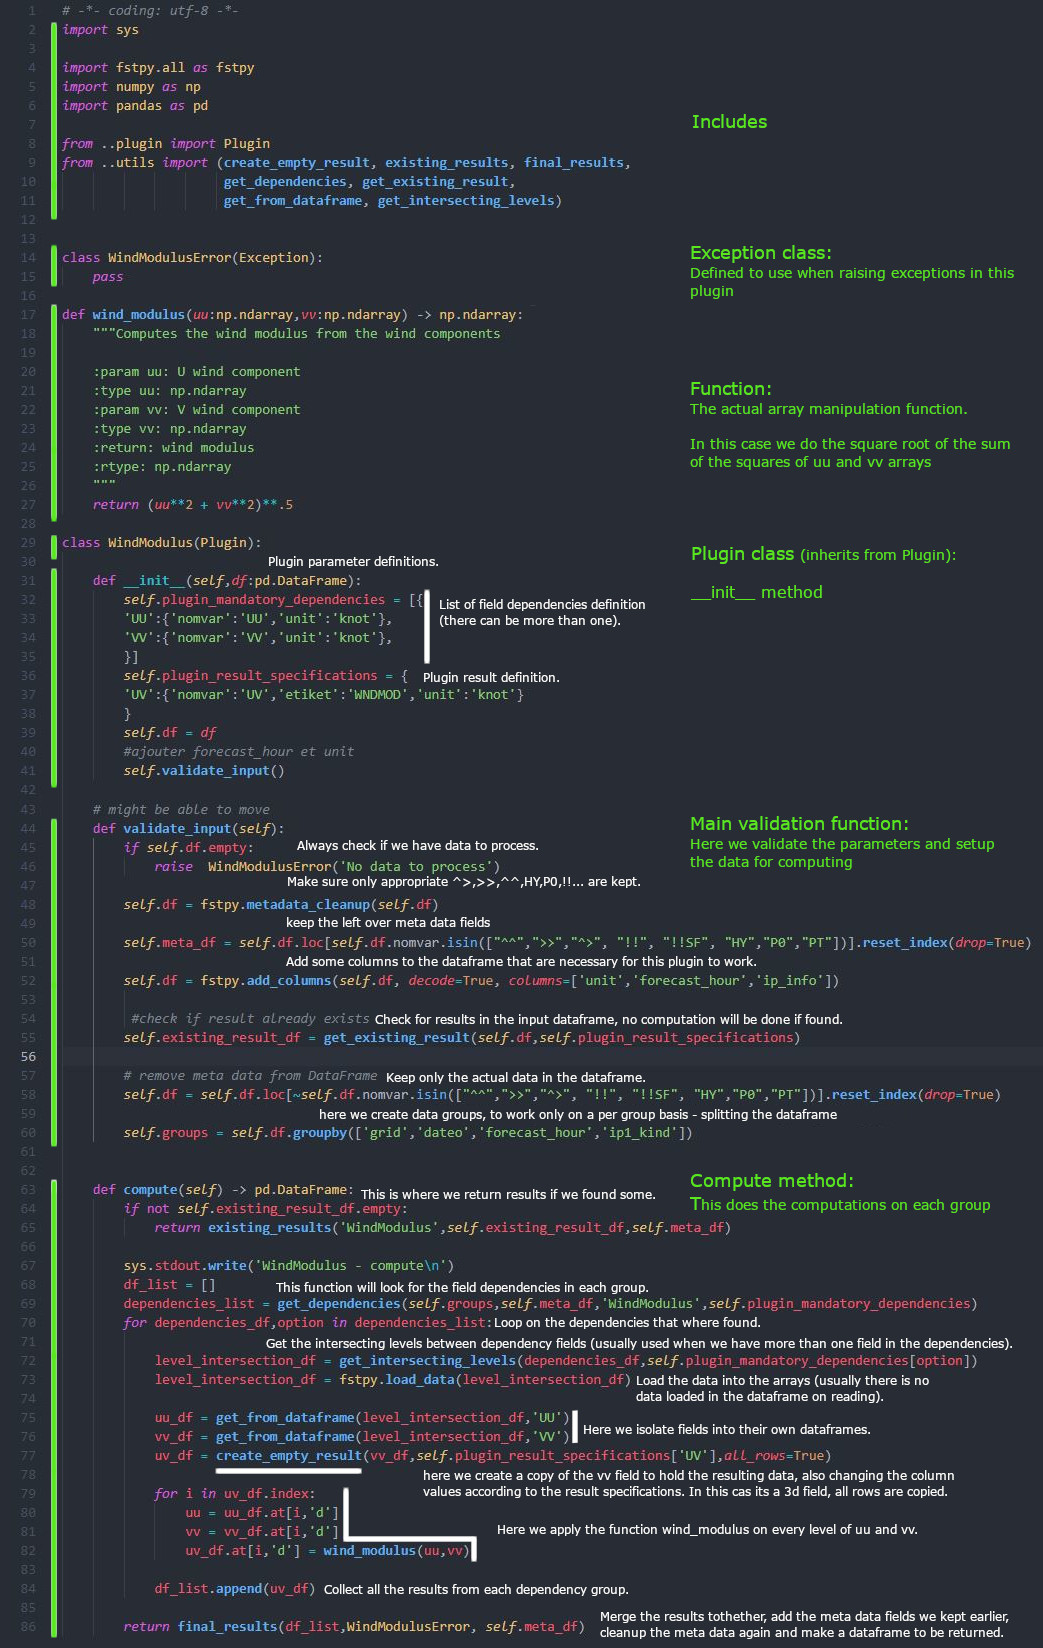 1 # -*- coding: utf-8 -*-
2 import sys
3
4 import fstpy.all as fstpy
5 import numpy as np
6 import pandas as pd
7 Includes
8 from ..plugin import Plugin
9 from ..utils import (create_empty_result, existing_results, final_results,
10 get_dependencies, get_existing_result,
11 get_from_dataframe, get_intersecting_levels)
12
13
14 class WindModulusError(Exception): Exception class:
15 pass Defined to use when raising exceptions in this
16 plugin
17 def wind_modulus(uu:np.ndarray,vv:np.ndarray) -> np.ndarray:
18 """Computes the wind modulus from the wind components
19
20 :param uu: U wind component
21 :type uu: np.ndarray Function:
22 :param vv: V wind component The actual array manipulation function.
23 :type vv: np.ndarray
24 :return: wind modulus In this case we do the square root of the sum
25 :rtype: np.ndarray of the squares of uu and vv arrays
26 """
27 return (uu**2 + vv**2)**.5
28
29 class WindModulus(Plugin): Plugin class (inherits from Plugin):
30 Plugin parameter definitions.
31 def __init__(self,df:pd.DataFrame): __init__ method
32 self.plugin_mandatory_dependencies = [{ List of field dependencies definition
33 'UU':{'nomvar':'UU','unit':'knot'}, (there can be more than one).
34 'VV':{'nomvar':'VV','unit':'knot'},
35 }]
36 self.plugin_result_specifications = { Plugin result definition.
37 'UV':{'nomvar':'UV','etiket':'WNDMOD','unit':'knot'}
38 }
39 self.df = df
40 #ajouter forecast_hour et unit
41 self.validate_input()
42
43 # might be able to move
44 def validate_input(self): Main validation function:
45 if self.df.empty: Always check if we have data to process. Here we validate the parameters and setup
46 raise WindModulusError('No data to process') the data for computing
47 Make sure only appropriate ^>,>>,^^,HY,P0,!!... are kept.
48 self.df = fstpy.metadata_cleanup(self.df)
49 keep the left over meta data fields
50 self.meta_df = self.df.loc[self.df.nomvar.isin(["^^",">>","^>", "!!", "!!SF", "HY","P0","PT"])].reset_index(drop=True)
51 Add some columns to the dataframe that are necessary for this plugin to work.
52 self.df = fstpy.add_columns(self.df, decode=True, columns=['unit','forecast_hour','ip_info'])
53
54 #check if result already exists Check for results in the input dataframe, no computation will be done if found.
55 self.existing_result_df = get_existing_result(self.df,self.plugin_result_specifications)
56
57 # remove meta data from DataFrame Keep only the actual data in the dataframe.
58 self.df = self.df.loc[~self.df.nomvar.isin(["^^",">>","^>", "!!", "!!SF", "HY","P0","PT"])].reset_index(drop=True)
59 here we create data groups, to work only on a per group basis - splitting the dataframe
60 self.groups = self.df.groupby(['grid','dateo','forecast_hour','ip1_kind'])
61
62
63 def compute(self) -> pd.DataFrame: This is where we return results if we found some. Compute method:
64 if not self.existing_result_df.empty: This does the computations on each group
65 return existing_results('WindModulus',self.existing_result_df,self.meta_df)
66
67 sys.stdout.write('WindModulus - compute\n')
68 df_list = [] This function will look for the field dependencies in each group.
69 dependencies_list = get_dependencies(self.groups,self.meta_df,'WindModulus',self.plugin_mandatory_dependencies)
70 for dependencies_df,option in dependencies_list: Loop on the dependencies that where found.
71 Get the intersecting levels between dependency fields (usually used when we have more than one field in the dependencies).
72 level_intersection_df = get_intersecting_levels(dependencies_df,self.plugin_mandatory_dependencies[option])
73 level_intersection_df = fstpy.load_data(level_intersection_df) Load the data into the arrays (usually there is no
74 data loaded in the dataframe on reading).
75 uu_df = get_from_dataframe(level_intersection_df,'UU') Here we isolate fields into their own dataframes.
76 vv_df = get_from_dataframe(level_intersection_df,'VV')
77 uv_df = create_empty_result(vv_df,self.plugin_result_specifications['UV'],all_rows=True)
78 here we create a copy of the vv field to hold the resulting data, also changing the column
79 for i in uv_df.index: values according to the result specifications. In this cas its a 3d field, all rows are copied.
80 uu = uu_df.at[i,'d']
81 vv = vv_df.at[i,'d'] Here we apply the function wind_modulus on every level of uu and vv.
82 uv_df.at[i,'d'] = wind_modulus(uu,vv)
83
84 df_list.append(uv_df) Collect all the results from each dependency group.
85
86 return final_results(df_list,WindModulusError, self.meta_df) Merge the results tothether, add the meta data fields we kept earlier,
cleanup the meta data again and make a dataframe to be returned.